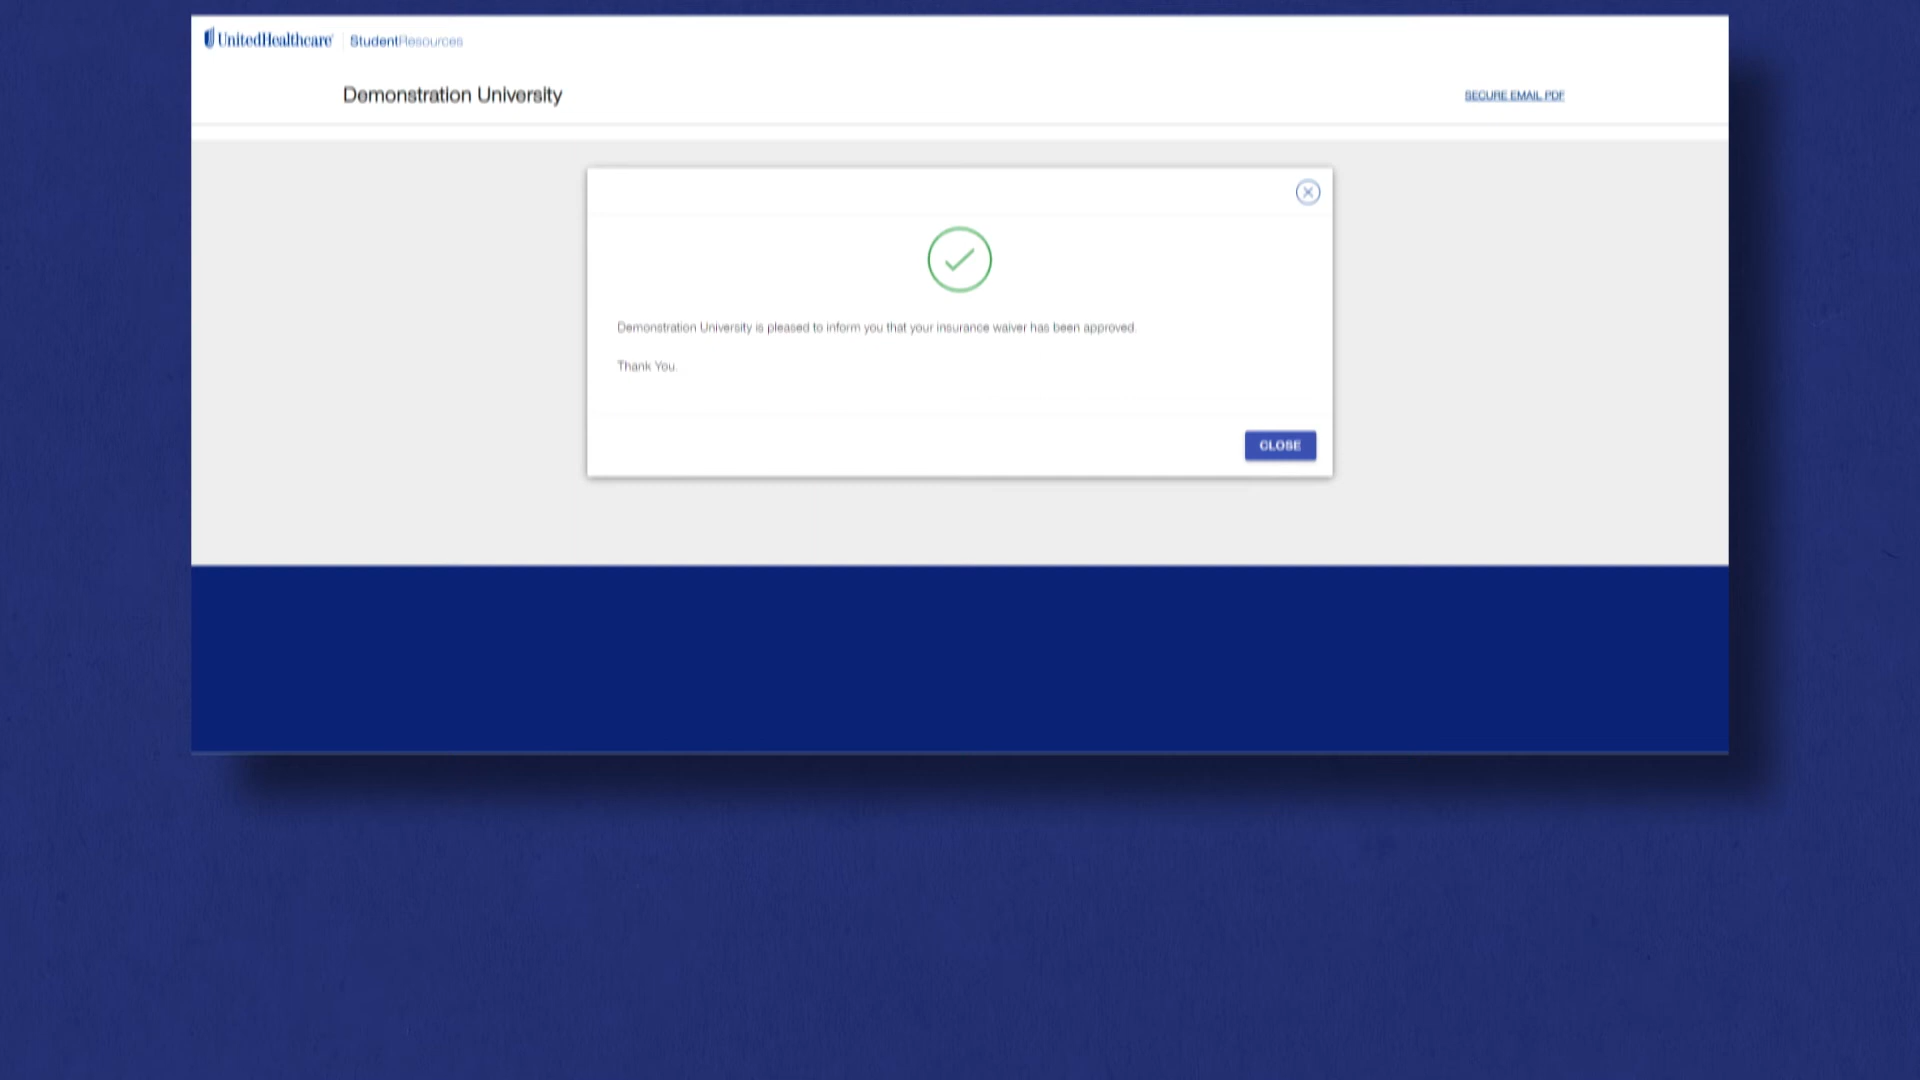 UnitedHealthcare StudentResources
Demonstration University
SECURE EMAIL PDF
Demonstration University is pleased to inform you that your insurance waiver has been approved.
Thank You.
CLOSE